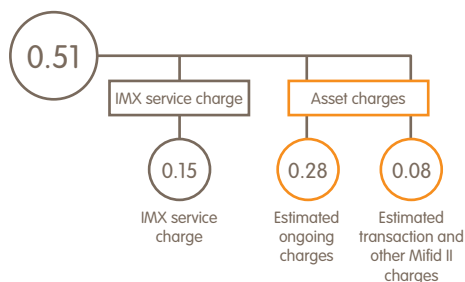 0.51
IMX service charge
Asset charges
0.15
0.28
0.08
IMX service
charge
Estimated
ongoing
charges
Estimated
transaction and
other Mifid II
charges